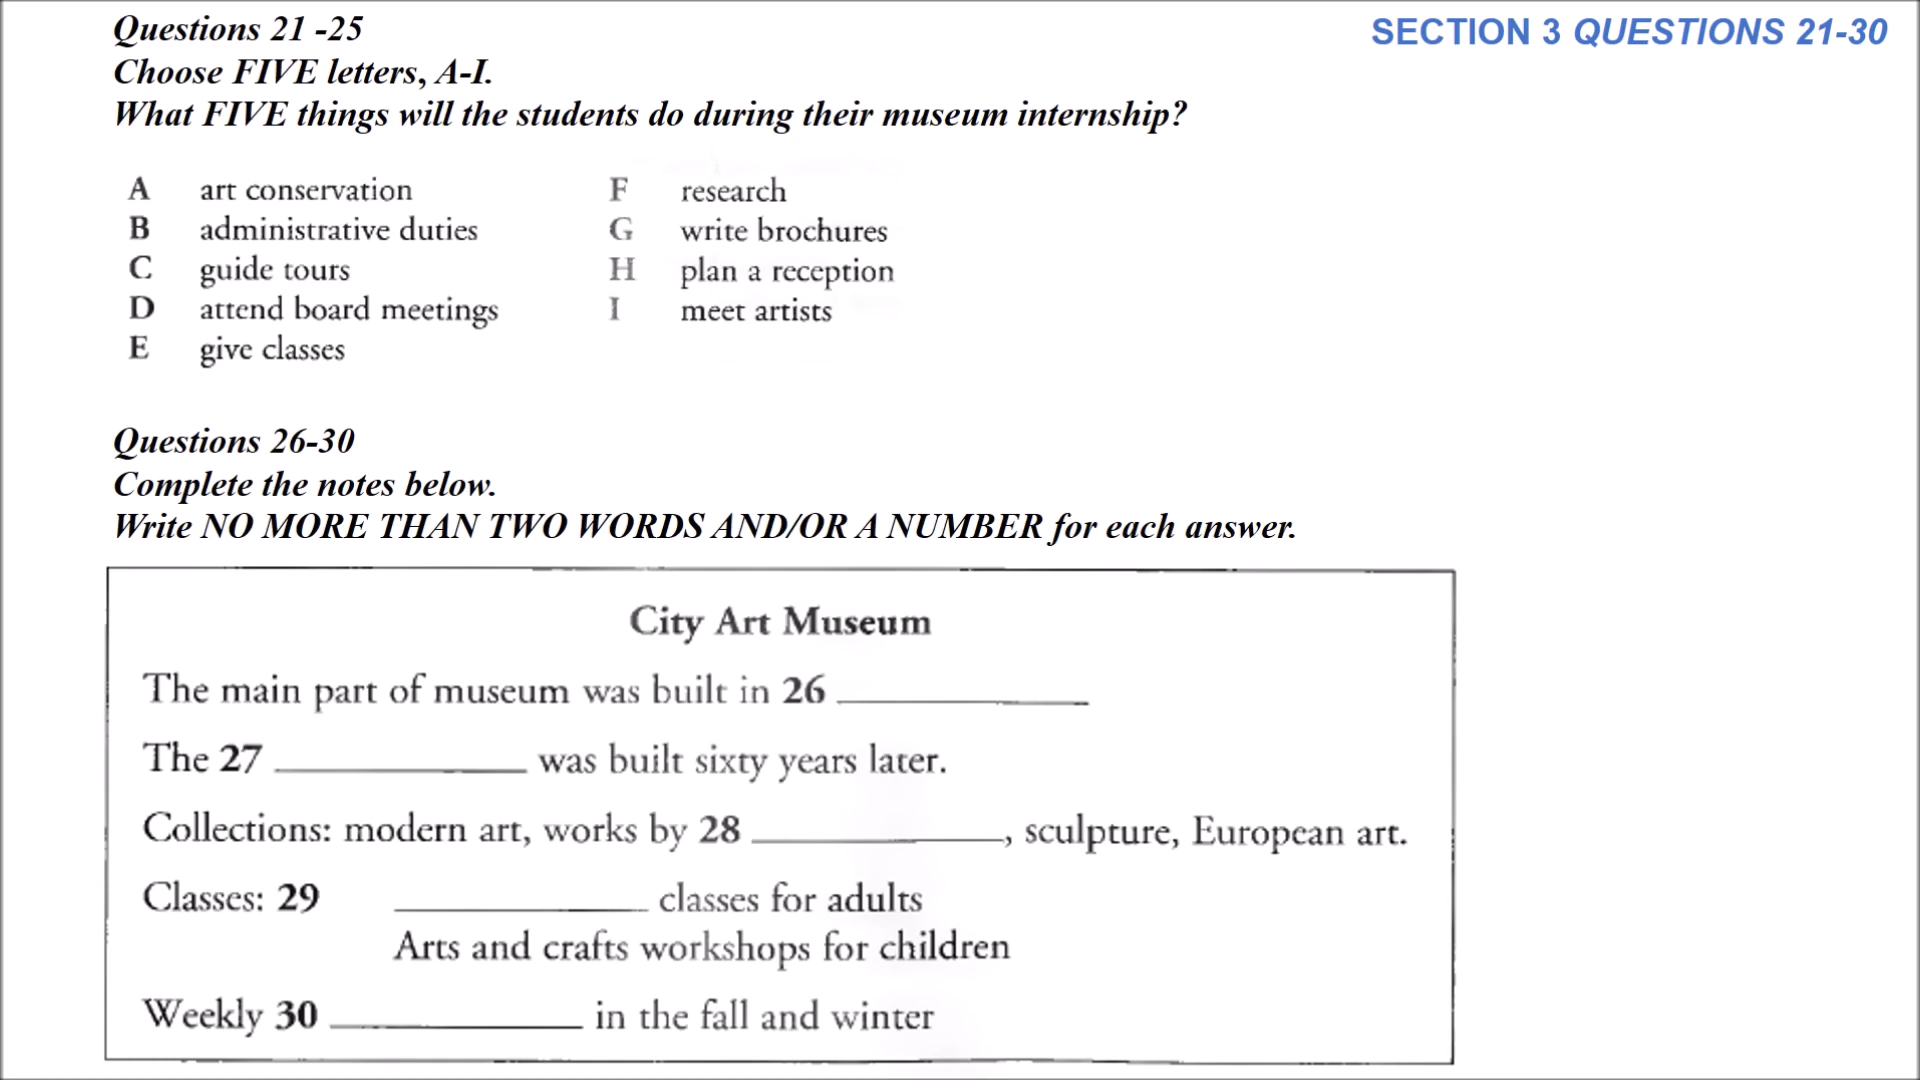 SECTION 3 QUESTIONS 21-30
Questions 21 -25
Choose FIVE letters, A-I.
What FIVE things will the students do during their museum internship?
A art conservation
B administrative duties
C guide tours
D attend board meetings
E give classes
F research
G write brochures
H plan a reception
I meet artists
Questions 26-30
Complete the notes below.
Write NO MORE THAN TWO WORDS AND/OR A NUMBER for each answer.
City Art Museum
The main part of museum was built in 26 ____________
The 27 ____________ was built sixty years later.
Collections: modern art, works by 28 ____________, sculpture, European art.
Classes: 29 ____________ classes for adults
Arts and crafts workshops for children
Weekly 30 ____________ in the fall and winter